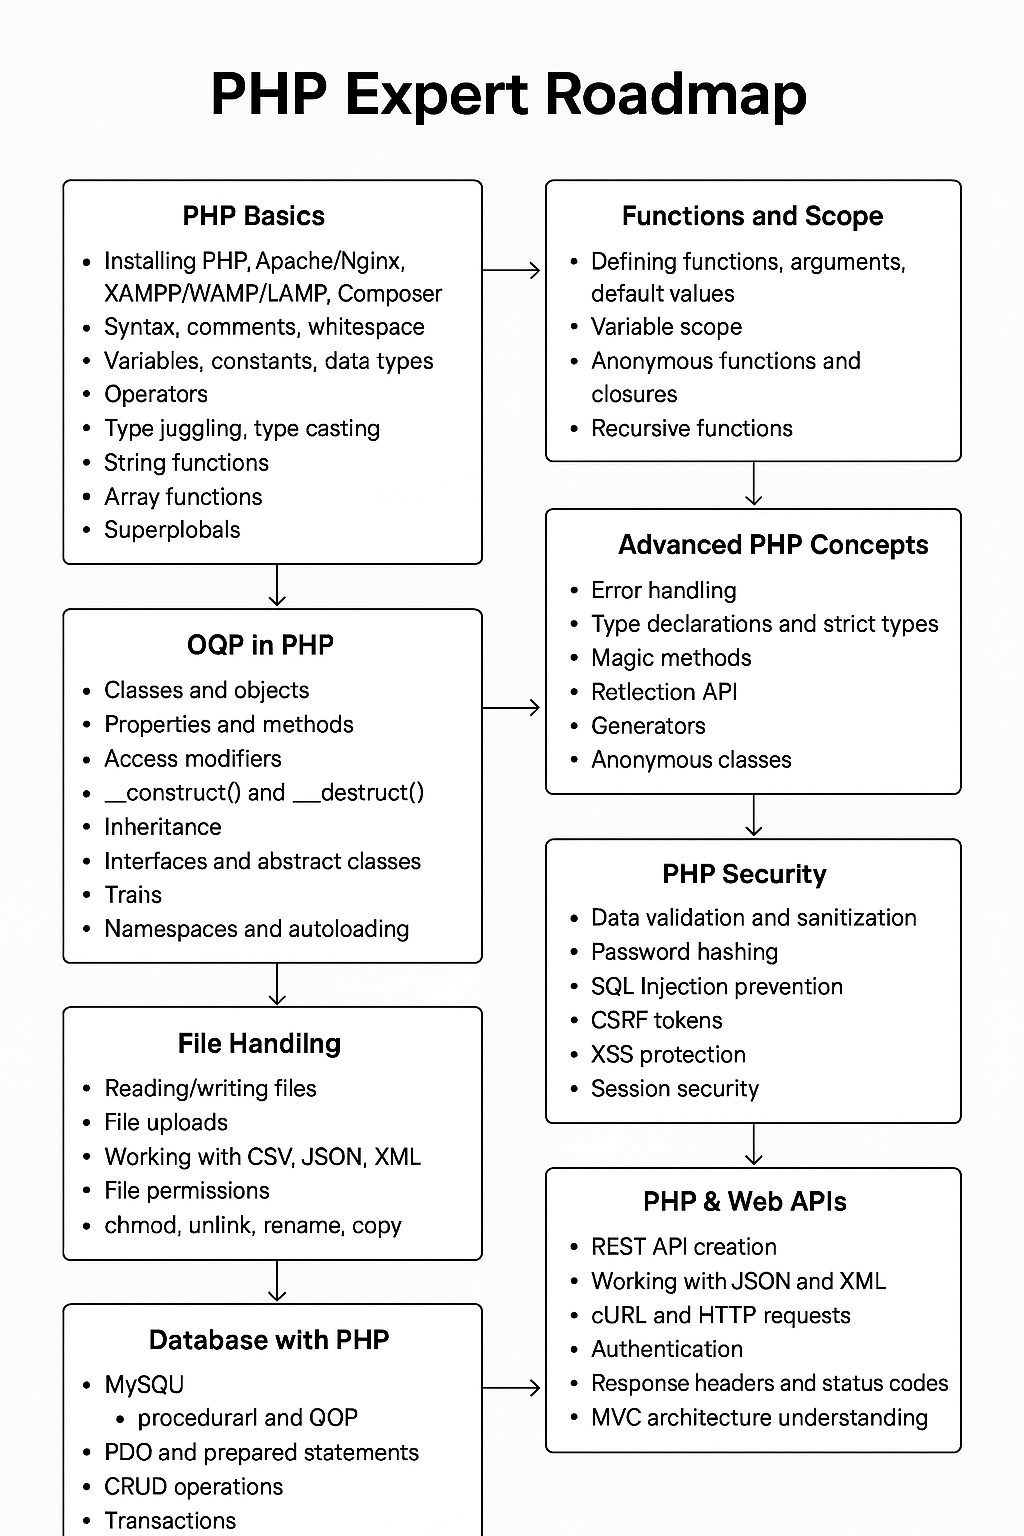 PHP Expert Roadmap
PHP Basics
• Installing PHP, Apache/Nginx,
XAMPP/WAMP/LAMP, Composer
• Syntax, comments, whitespace
• Variables, constants, data types
• Operators
• Type juggling, type casting
• String functions
• Array functions
• Superplobals
OQP in PHP
• Classes and objects
• Properties and methods
• Access modifiers
• __construct() and __destruct()
• Inheritance
• Interfaces and abstract classes
• Trains
• Namespaces and autoloading
File Handilng
• Reading/writing files
• File uploads
• Working with CSV, JSON, XML
• File permissions
• chmod, unlink, rename, copy
Database with PHP
• MySQU
• procedurarl and QOP
• PDO and prepared statements
• CRUD operations
• Transactions
Functions and Scope
• Defining functions, arguments,
default values
• Variable scope
• Anonymous functions and
closures
• Recursive functions
Advanced PHP Concepts
• Error handling
• Type declarations and strict types
• Magic methods
• Retlection API
• Generators
• Anonymous classes
PHP Security
• Data validation and sanitization
• Password hashing
• SQL Injection prevention
• CSRF tokens
• XSS protection
• Session security
PHP & Web APIs
• REST API creation
• Working with JSON and XML
• cURL and HTTP requests
• Authentication
• Response headers and status codes
• MVC architecture understanding